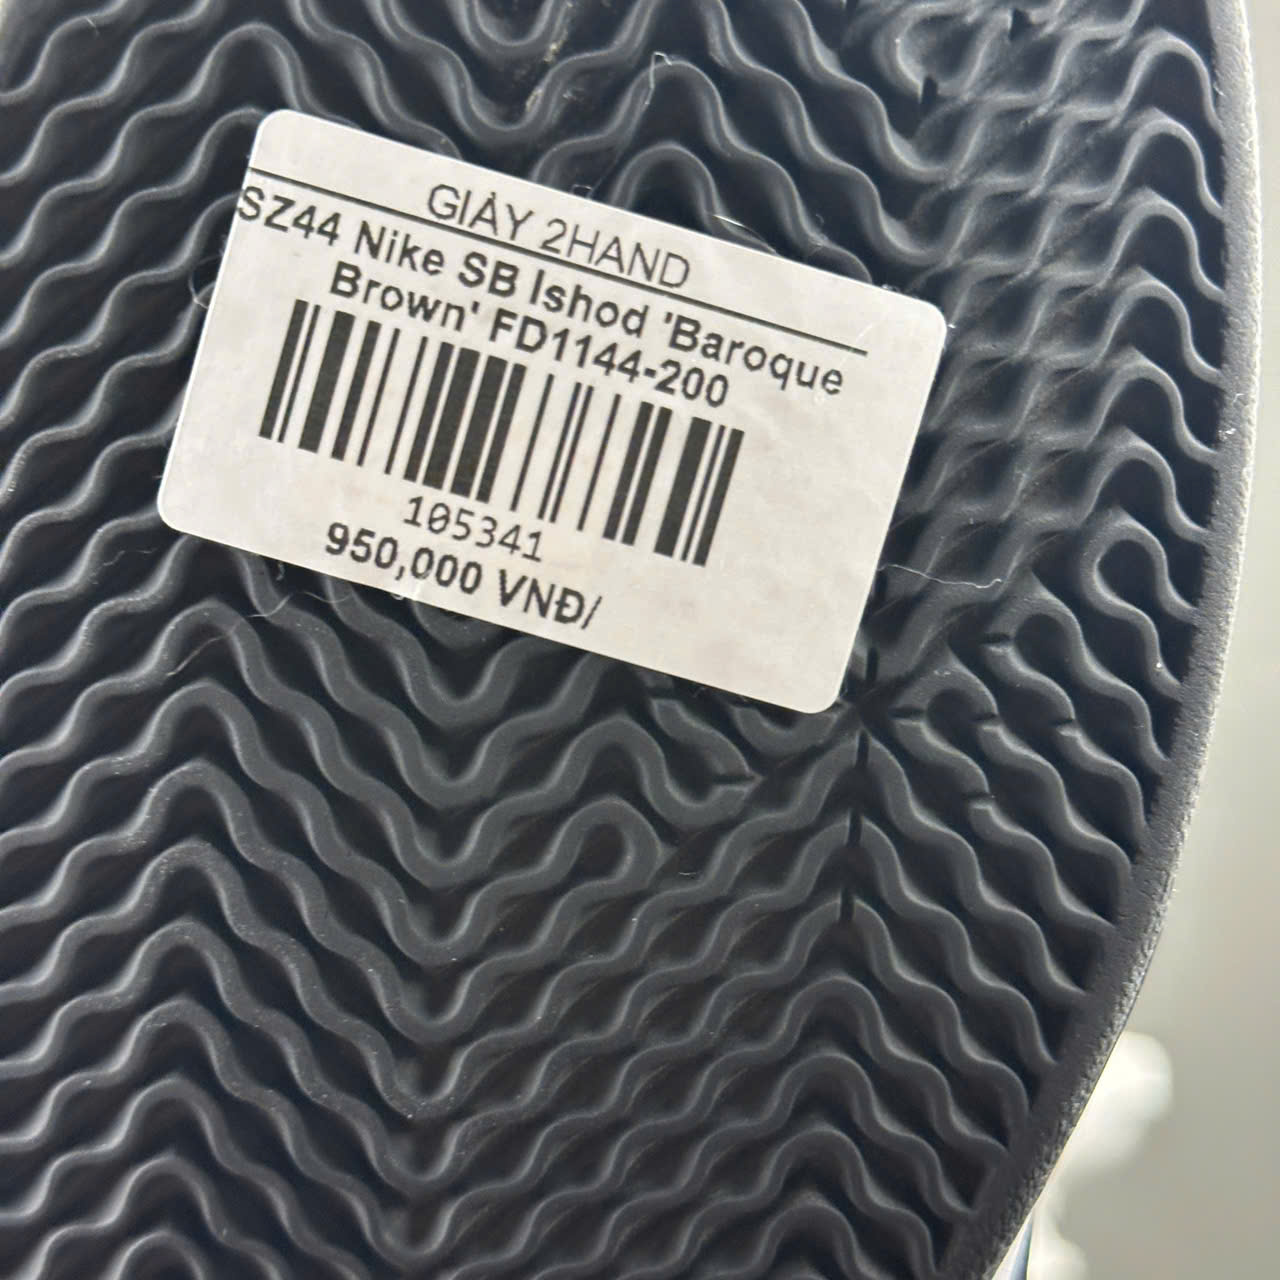 GIÀY 2HAND
SZ44 Nike SB Ishod 'Baroque
Brown' FD1144-200
105341
950,000 VNĐ/